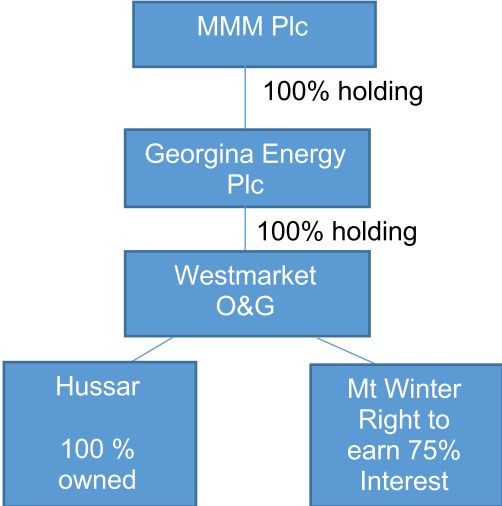 MMM Plc
100% holding
Georgina Energy
Plc
100% holding
Westmarket
O&G
Hussar
100 %
owned
Mt Winter
Right to
earn 75%
Interest